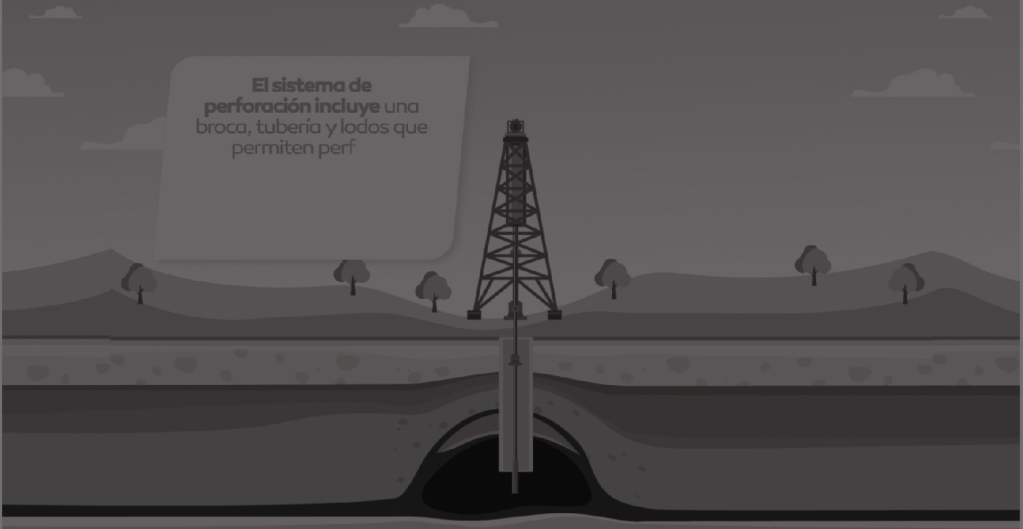 El sistema de
perforación incluye una
broca, tubería y lodos que
permiten perf